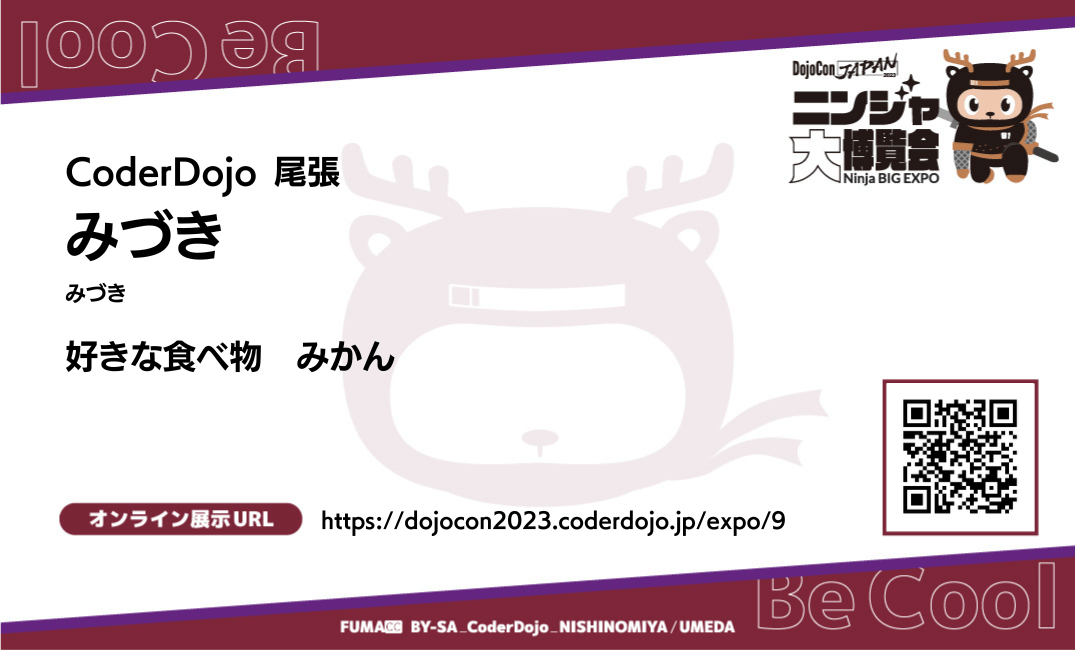 Be Cool
DojoCon JAPAN 2023
ニンジャ
大博覧会
Ninja BIG EXPO
CoderDojo 尾張
みづき
みづき
好きな食べ物　みかん
オンライン展示URL https://dojocon2023.coderdojo.jp/expo/9
Be Cool
FUMA CC BY-SA_CoderDojo_NISHINOMIYA/UMEDA